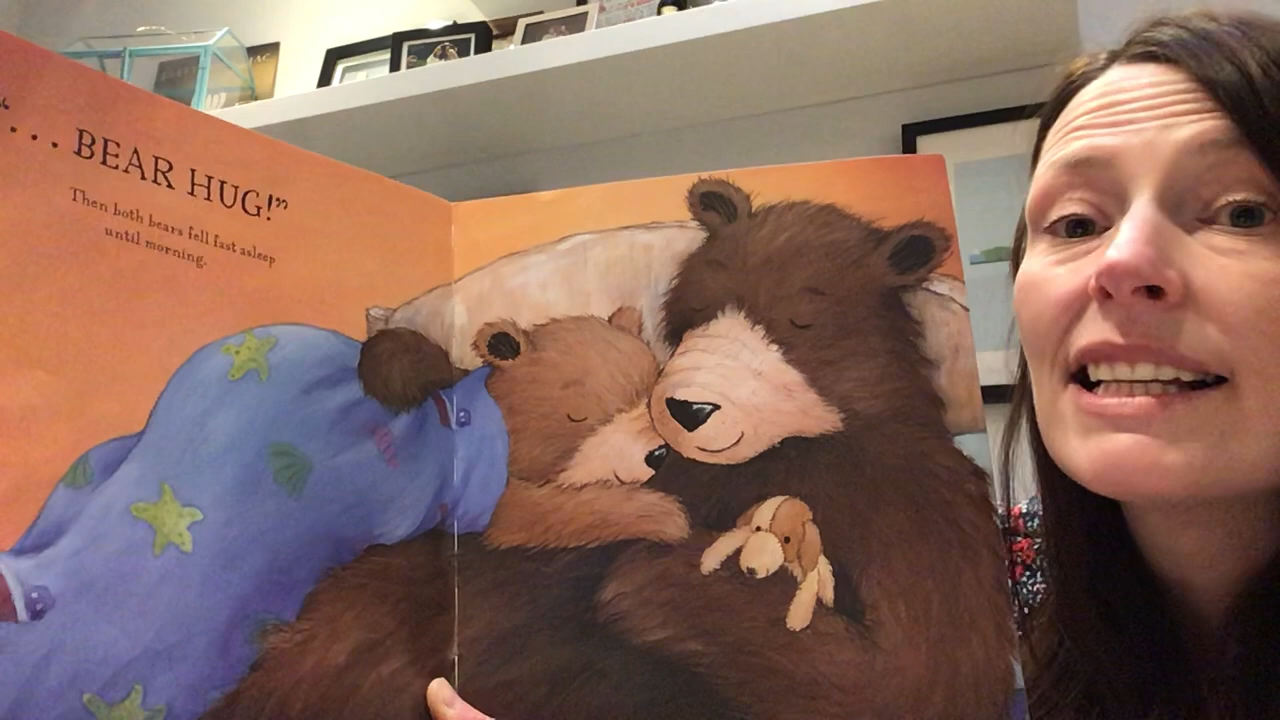 “... BEAR HUG!”
Then both bears fell fast asleep
until morning.